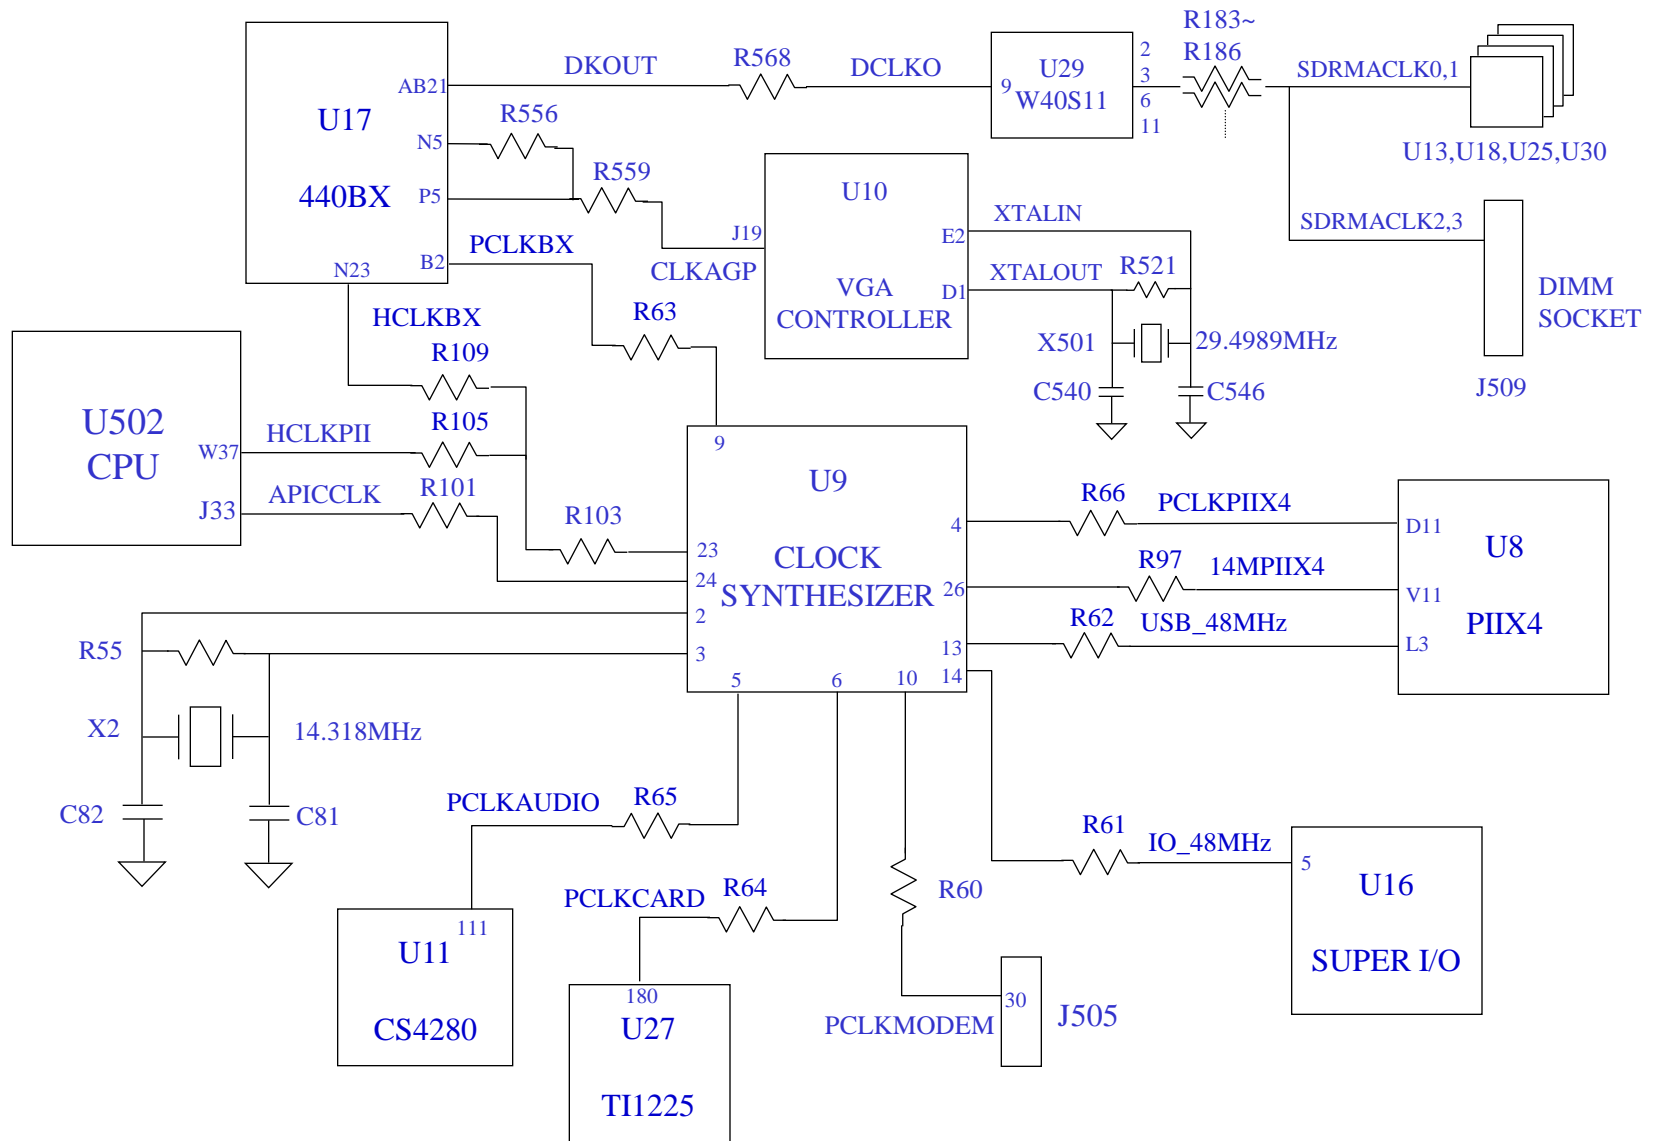 R183~
R186
DKOUT
R568
DCLKO
U29
W40S11
9
2
3
6
11
SDRMACLK0,1
U13,U18,U25,U30
U17
440BX
AB21
N5
P5
B2
N23
R556
R559
PCLKBX
J19
CLKAGP
U10
VGA
CONTROLLER
E2
D1
XTALIN
XTALOUT
R521
X501
29.4989MHz
C540
C546
SDRMACLK2,3
DIMM
SOCKET
J509
HCLKBX
R63
R109
U502
CPU
W37
J33
HCLKPII
R105
APICCLK
R101
R103
9
U9
CLOCK
SYNTHESIZER
23
24
2
3
5
6
10
4
26
13
14
R66
PCLKPIIX4
R97
14MPIIX4
R62
USB_48MHz
D11
V11
L3
U8
PIIX4
R55
X2
14.318MHz
C82
C81
PCLKAUDIO
R65
PCLKCARD
R64
R60
R61
IO_48MHz
5
U16
SUPER I/O
111
U11
CS4280
180
U27
TI1225
PCLKMODEM
30
J505